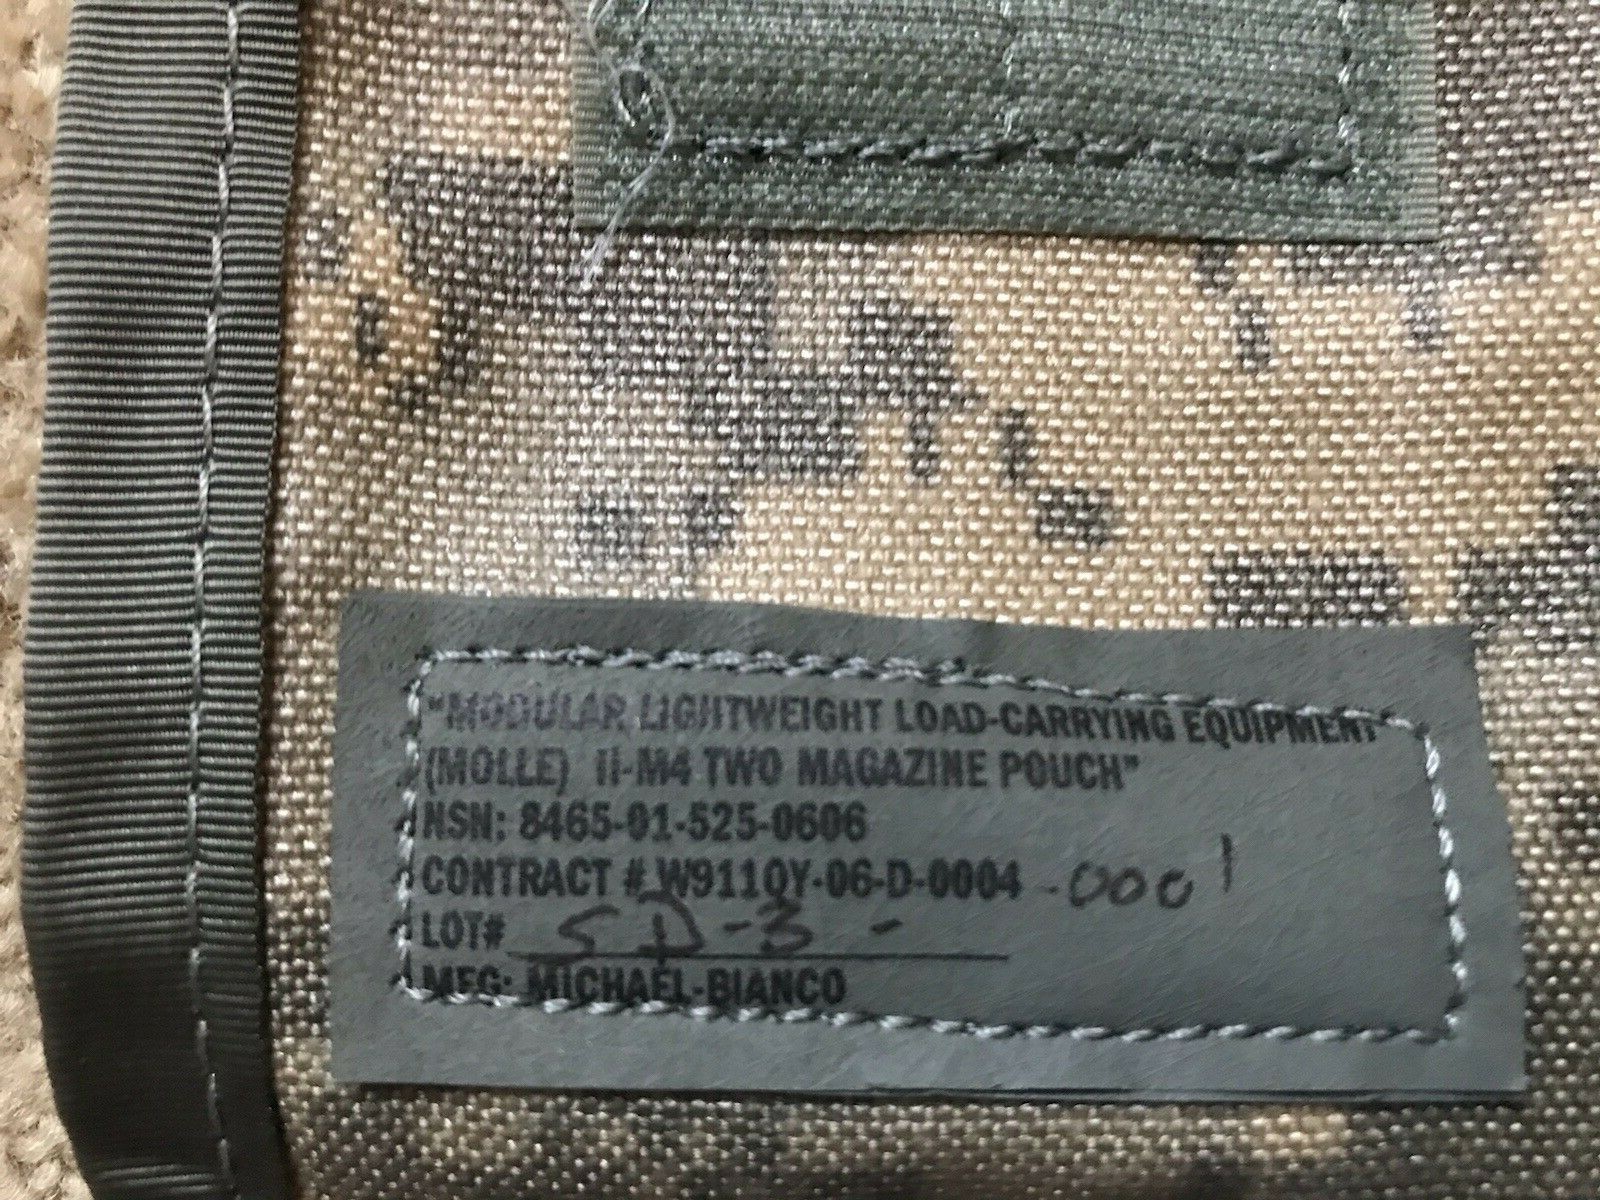 "MODULAR LIGHTWEIGHT LOAD-CARRYING EQUIPMENT
(MOLLE) II-M4 TWO MAGAZINE POUCH"
NSN: 8465-01-525-0606
CONTRACT # W911QY-06-D-0004 -0001
LOT# SD-3-
MFG: MICHAEL-BIANCO